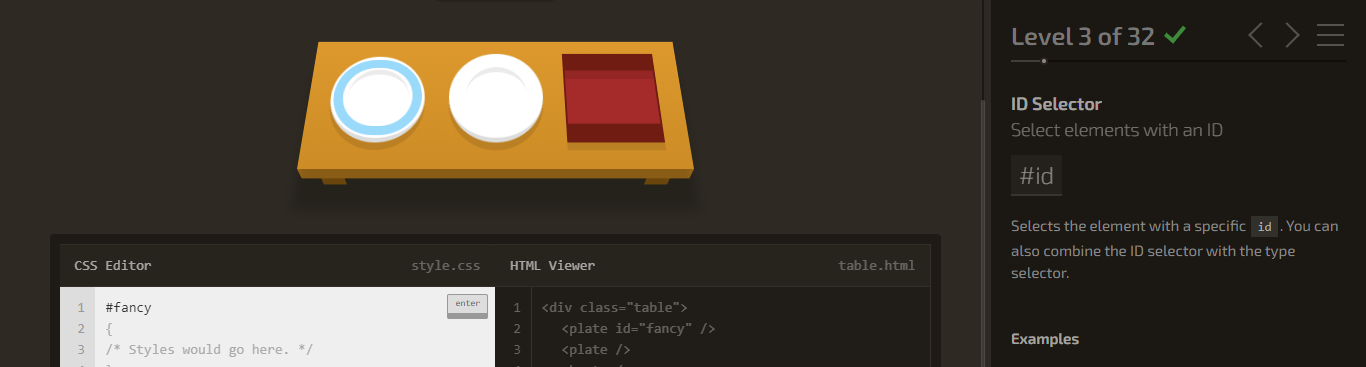 Level 3 of 32
ID Selector
Select elements with an ID
#id
Selects the element with a specific id . You can
also combine the ID selector with the type
selector.
Examples
CSS Editor style.css
1 #fancy enter
2 {
3 /* Styles would go here. */
HTML Viewer table.html
1 <div class="table">
2 <plate id="fancy" />
3 <plate />